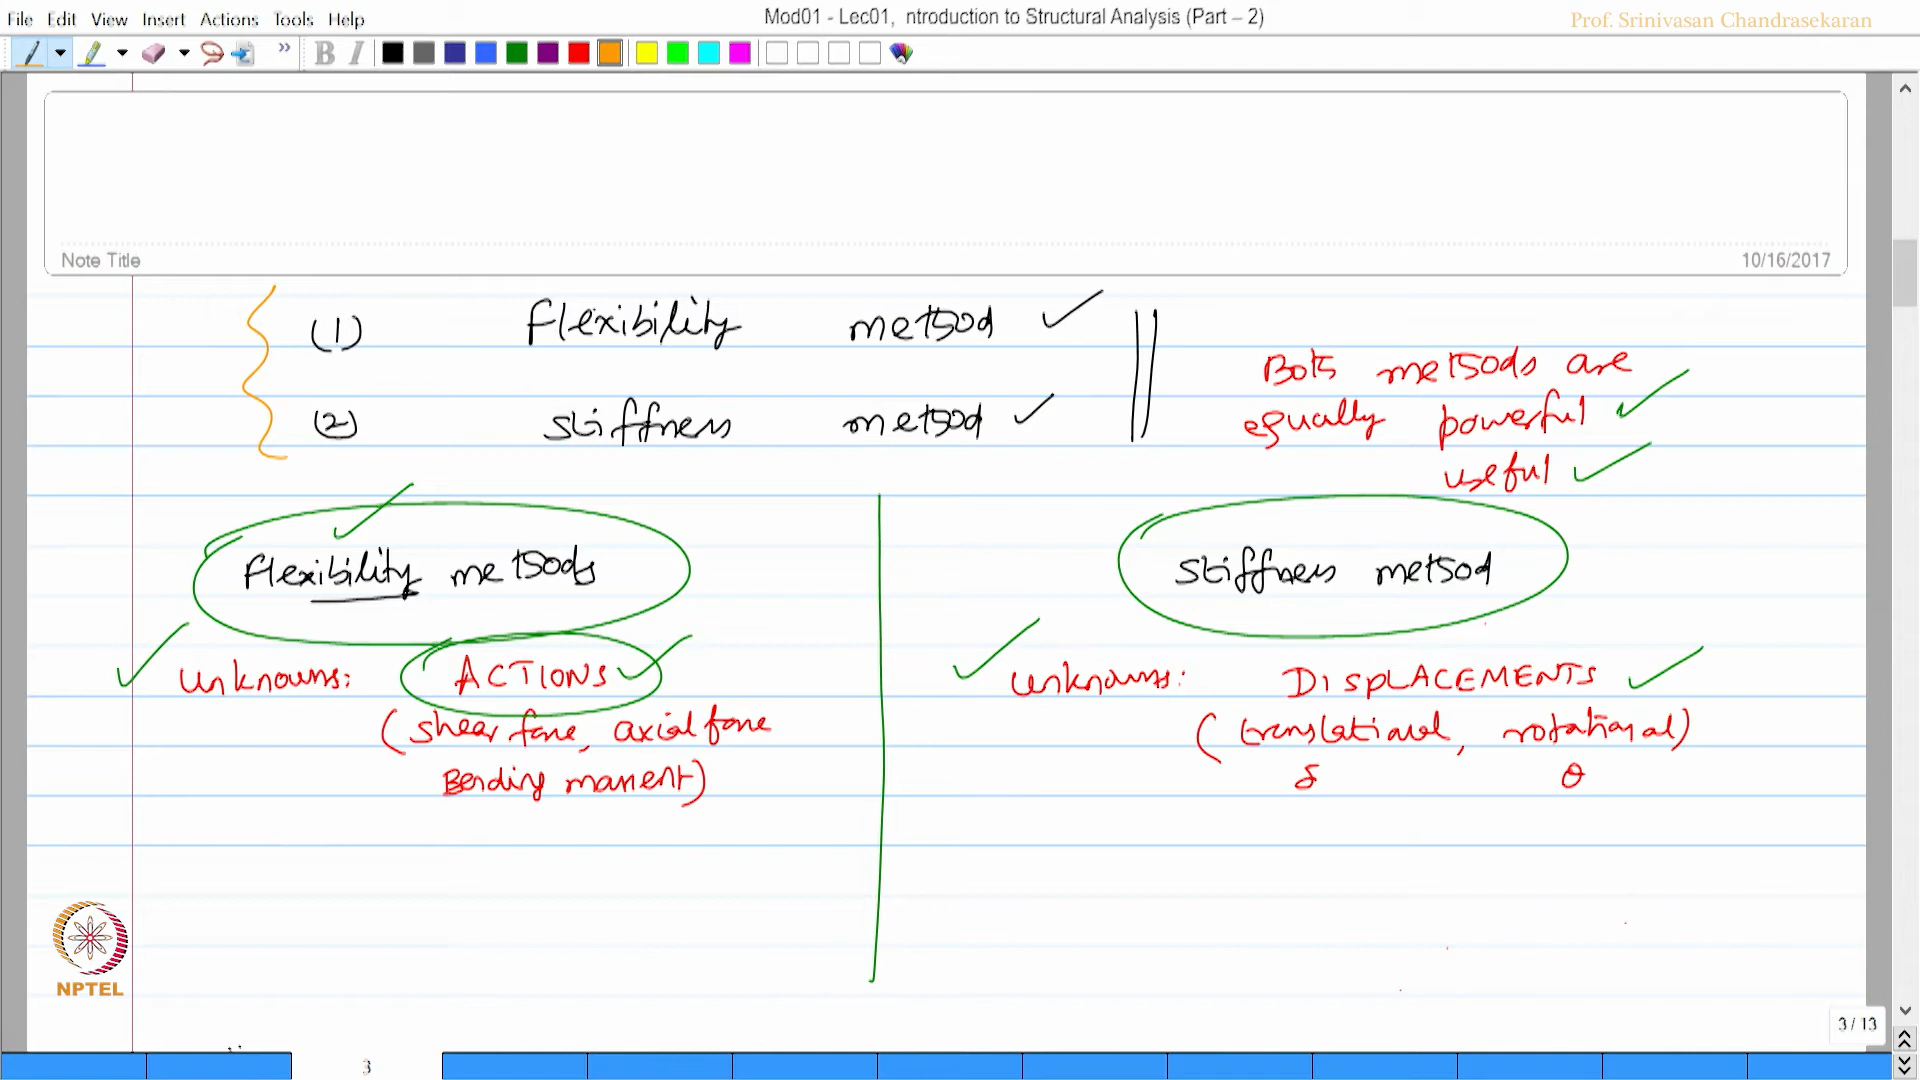 File Edit View Insert Actions Tools Help
Mod01 - Lec01, ntroduction to Structural Analysis (Part – 2)
Prof. Srinivasan Chandrasekaran
B I
Note Title
10/16/2017
(1) Flexibility method
(2) Stiffness method
Both methods are
equally powerful
useful
Flexibility methods
Unknowns: ACTIONS
(Shear force, axial force
Bending moment)
Stiffness method
Unknowns: DISPLACEMENTS
(translational, rotational)
δ θ
NPTEL
3 / 13
3